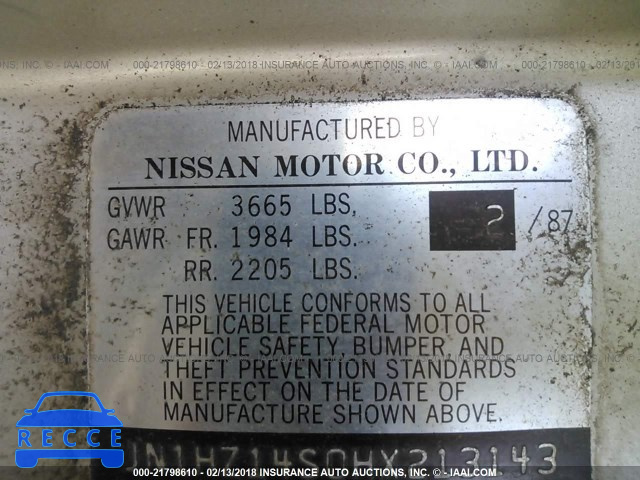 000-21798610 - 02/13/2018 INSURANCE AUTO AUCTIONS, INC. - IAAI.COM
MANUFACTURED BY
NISSAN MOTOR CO., LTD.
GVWR 3665 LBS,
2 /87
GAWR FR. 1984 LBS.
RR. 2205 LBS.
THIS VEHICLE CONFORMS TO ALL
APPLICABLE FEDERAL MOTOR
VEHICLE SAFETY, BUMPER, AND
THEFT PREVENTION STANDARDS
IN EFFECT ON THE DATE OF
MANUFACTURE SHOWN ABOVE.
JN1HZ14S0HX213143
RECCE
000-21798610 - 02/13/2018 INSURANCE AUTO AUCTIONS, INC. - IAAI.COM